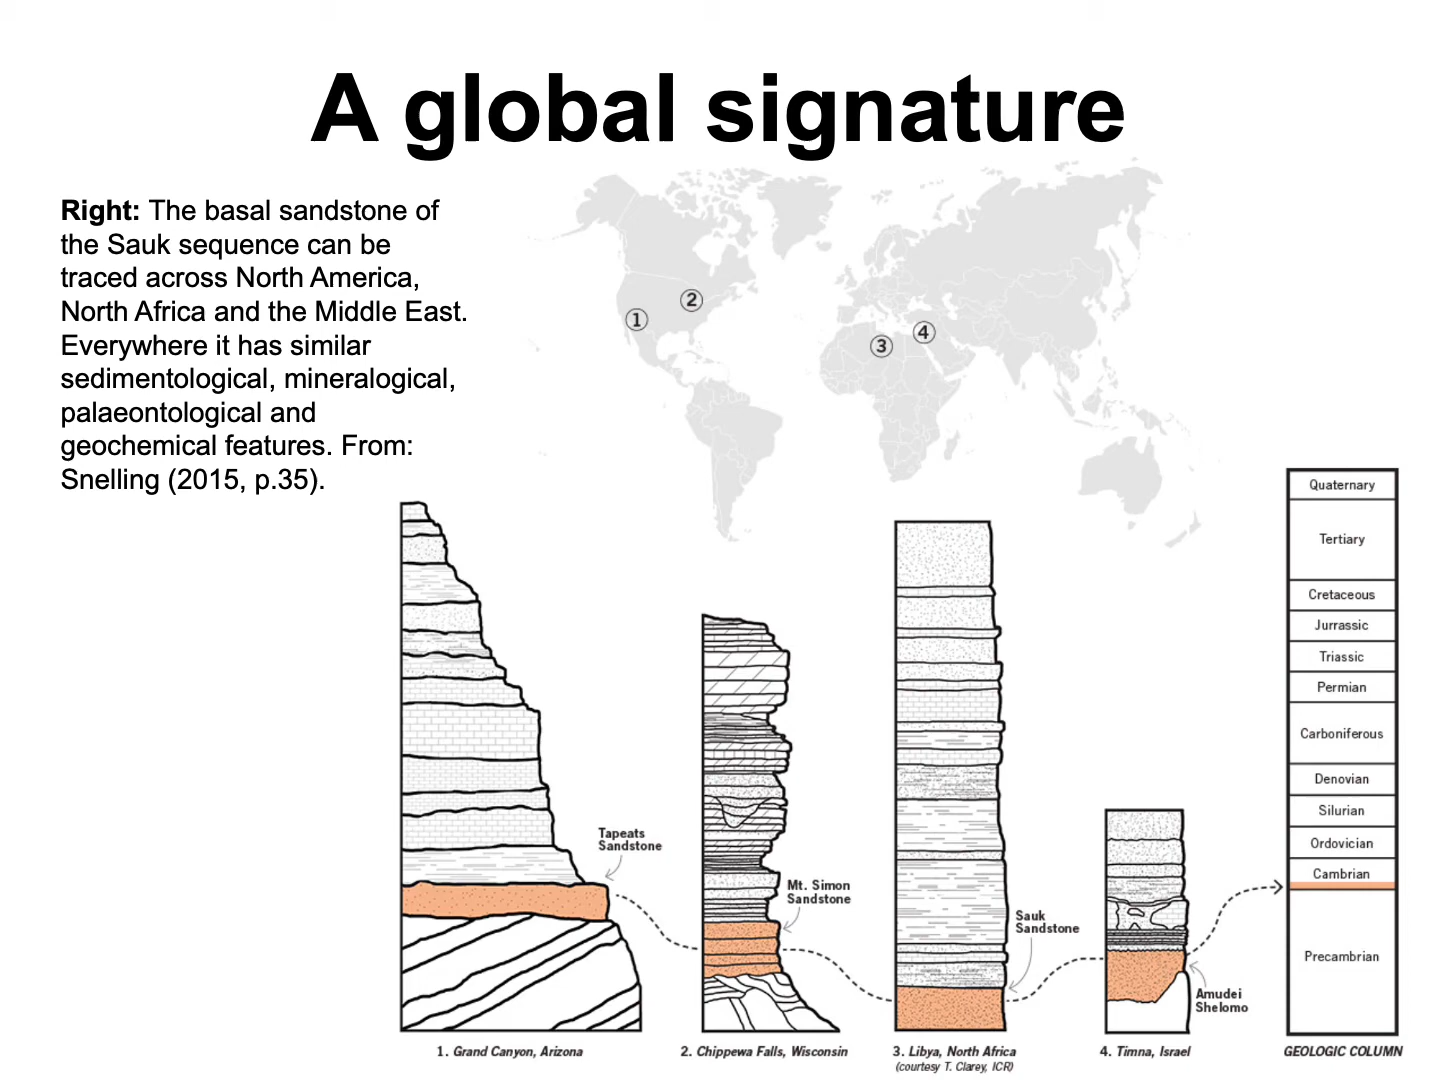 A global signature
Right: The basal sandstone of
the Sauk sequence can be
traced across North America,
North Africa and the Middle East.
Everywhere it has similar
sedimentological, mineralogical,
palaeontological and
geochemical features. From:
Snelling (2015, p.35).
1
2
3
4
Tapeats
Sandstone
Mt. Simon
Sandstone
Sauk
Sandstone
Amudei
Shelomo
Quaternary
Tertiary
Cretaceous
Jurrassic
Triassic
Permian
Carboniferous
Denovian
Silurian
Ordovician
Cambrian
Precambrian
1. Grand Canyon, Arizona
2. Chippewa Falls, Wisconsin
3. Libya, North Africa
(courtesy T. Clarey, ICR)
4. Timna, Israel
GEOLOGIC COLUMN